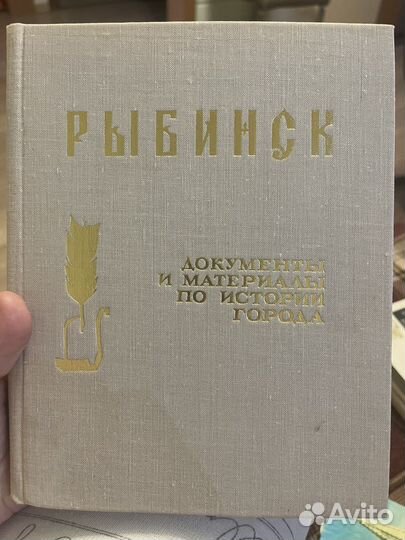 РЫБИНСК
ДОКУМЕНТЫ
И МАТЕРИАЛЫ
ПО ИСТОРИИ
ГОРОДА
Avito